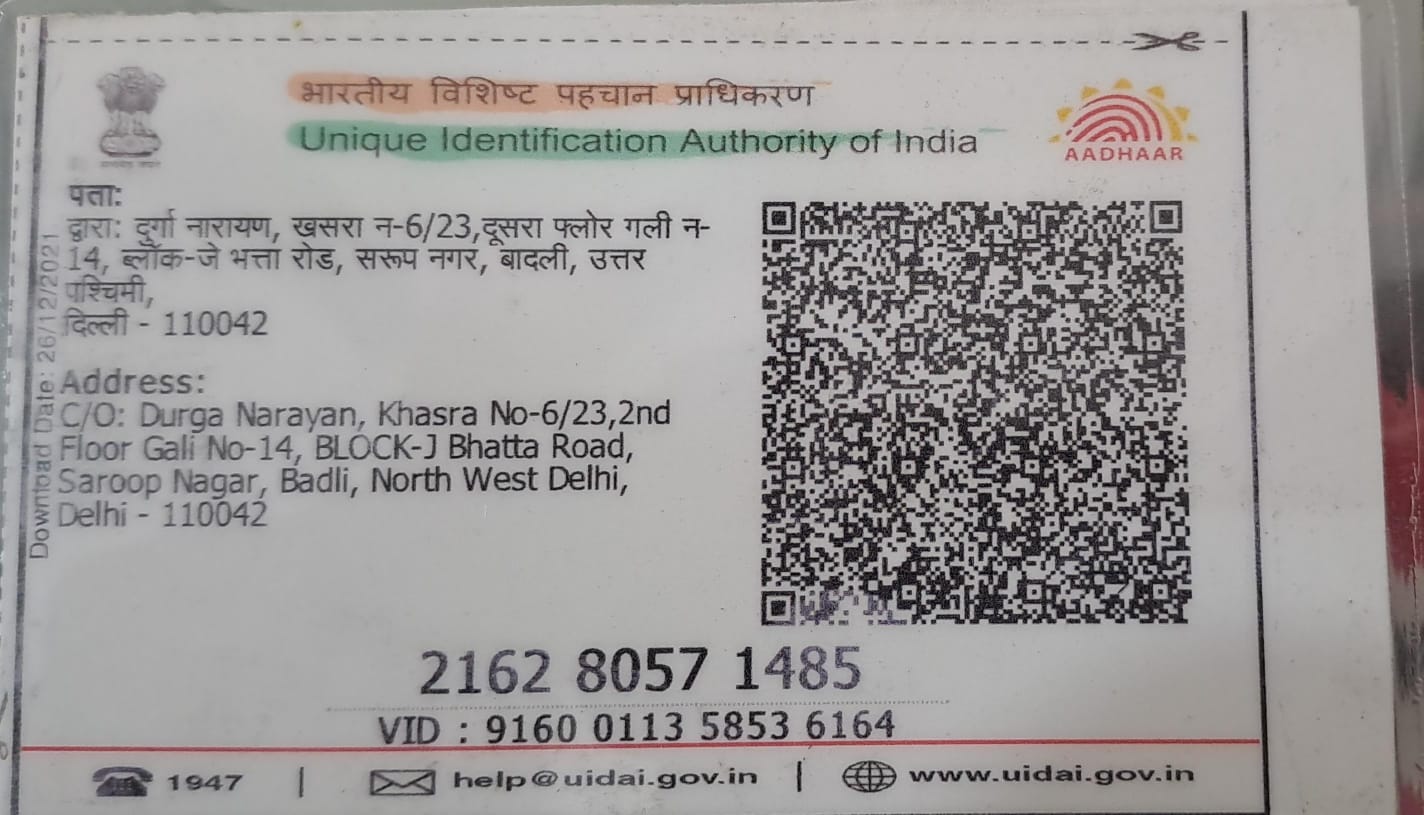 भारतीय विशिष्ट पहचान प्राधिकरण
Unique Identification Authority of India
AADHAAR
पता:
द्वारा: दुर्गा नारायण, खसरा न-6/23,दूसरा फ्लोर गली न-
14, ब्लॉक-जे भत्ता रोड, सरूप नगर, बादली, उत्तर
पश्चिमी,
दिल्ली - 110042
Address:
C/O: Durga Narayan, Khasra No-6/23,2nd
Floor Gali No-14, BLOCK-J Bhatta Road,
Saroop Nagar, Badli, North West Delhi,
Delhi - 110042
Download Date: 26/12/2021
2162 8057 1485
VID : 9160 0113 5853 6164
1947 | help@uidai.gov.in | www.uidai.gov.in